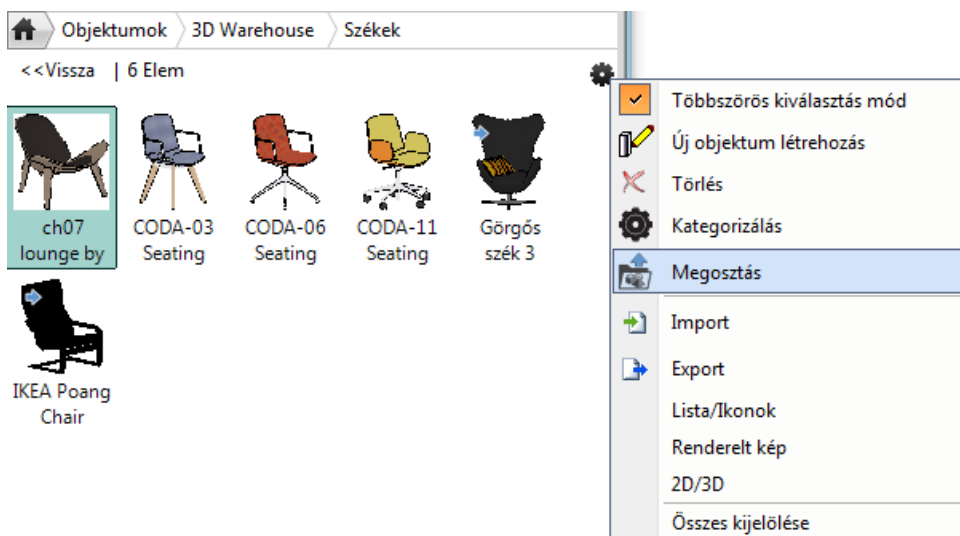 Objektumok 3D Warehouse Székek
<<Vissza | 6 Elem
ch07
lounge by
CODA-03
Seating
CODA-06
Seating
CODA-11
Seating
Görgős
szék 3
IKEA Poang
Chair
Többszörös kiválasztás mód
Új objektum létrehozás
Törlés
Kategorizálás
Megosztás
Import
Export
Lista/Ikonok
Renderelt kép
2D/3D
Összes kijelölése